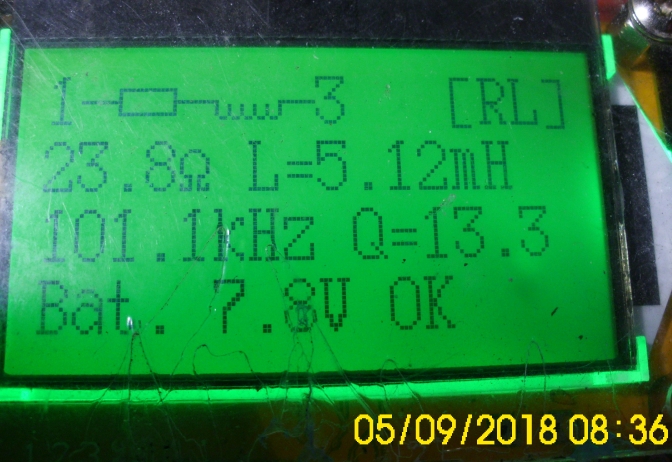 1 3 [RL]
23.8Ω L=5.12mH
101.1kHz Q=13.3
Bat. 7.8V OK
05/09/2018 08:36